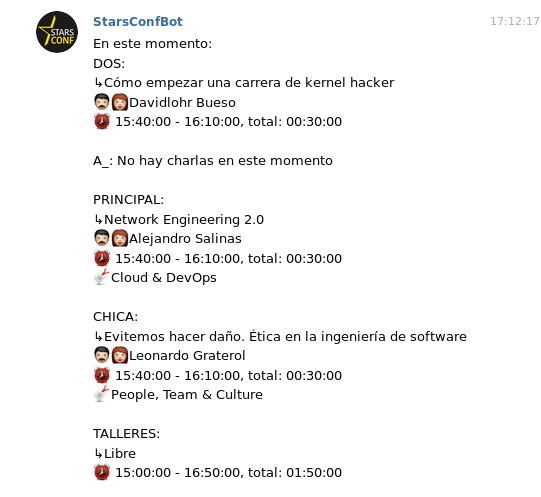 STARS
CONF
StarsConfBot
17:12:17
En este momento:
DOS:
↳Cómo empezar una carrera de kernel hacker
Davidlohr Bueso
15:40:00 - 16:10:00, total: 00:30:00
A_: No hay charlas en este momento
PRINCIPAL:
↳Network Engineering 2.0
Alejandro Salinas
15:40:00 - 16:10:00, total: 00:30:00
Cloud & DevOps
CHICA:
↳Evitemos hacer daño. Ética en la ingeniería de software
Leonardo Graterol
15:40:00 - 16:10:00, total: 00:30:00
People, Team & Culture
TALLERES:
↳Libre
15:00:00 - 16:50:00, total: 01:50:00